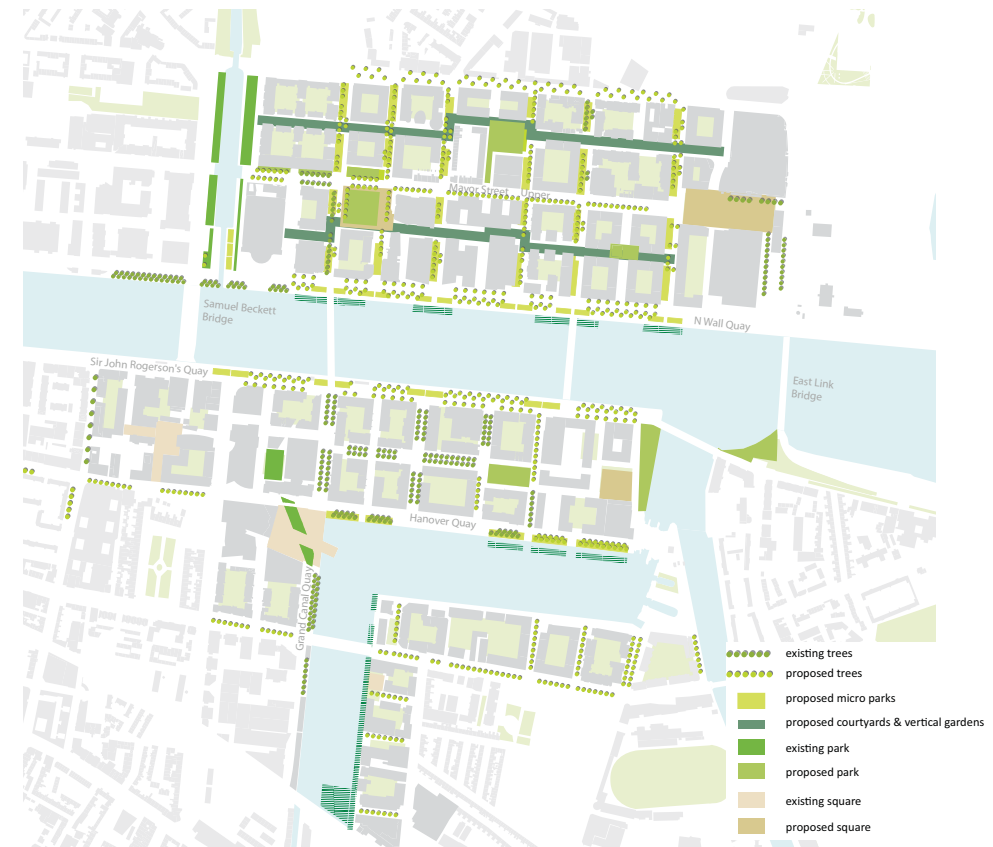 Mayor Street Upper
Samuel Beckett
Bridge
N Wall Quay
Sir John Rogerson's Quay
East Link
Bridge
Hanover Quay
Grand Canal Quay
existing trees
proposed trees
proposed micro parks
proposed courtyards & vertical gardens
existing park
proposed park
existing square
proposed square